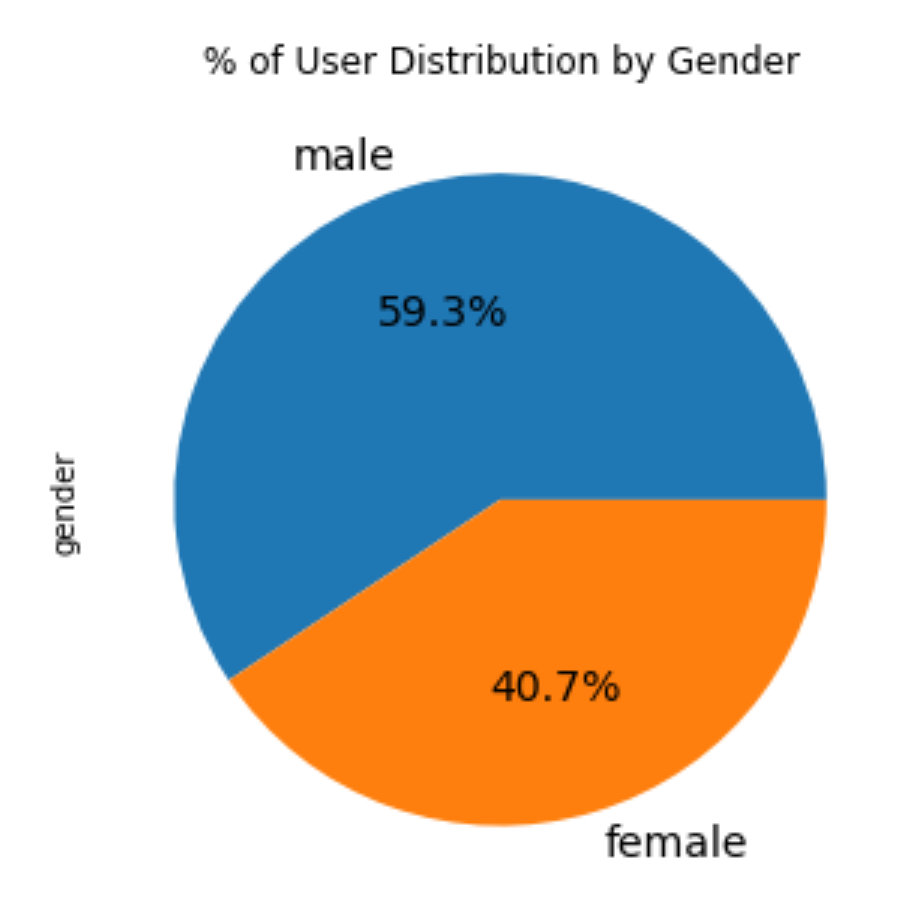 % of User Distribution by Gender
male
59.3%
gender
40.7%
female